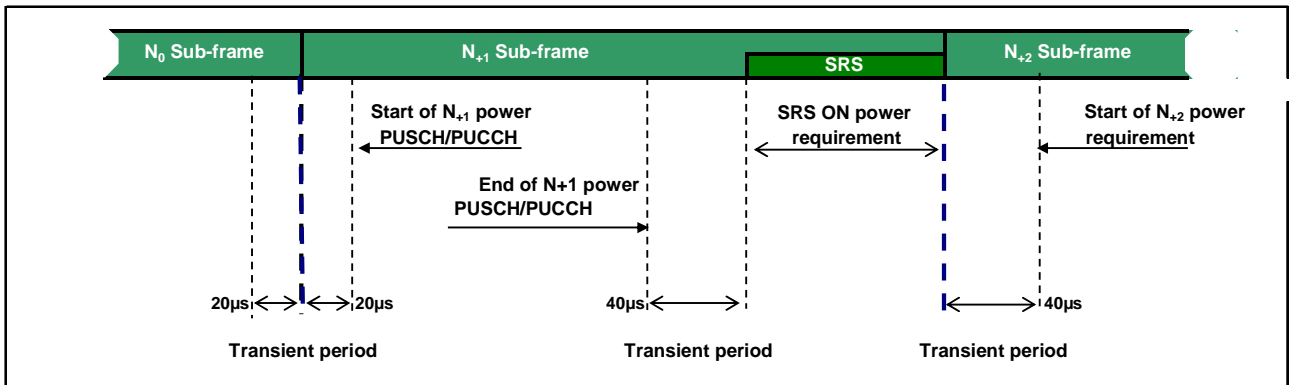 N₀ Sub-frame
N₊₁ Sub-frame
N₊₂ Sub-frame
SRS
Start of N₊₁ power
PUSCH/PUCCH
SRS ON power
requirement
Start of N₊₂ power
requirement
End of N+1 power
PUSCH/PUCCH
20µs
20µs
40µs
40µs
Transient period
Transient period
Transient period